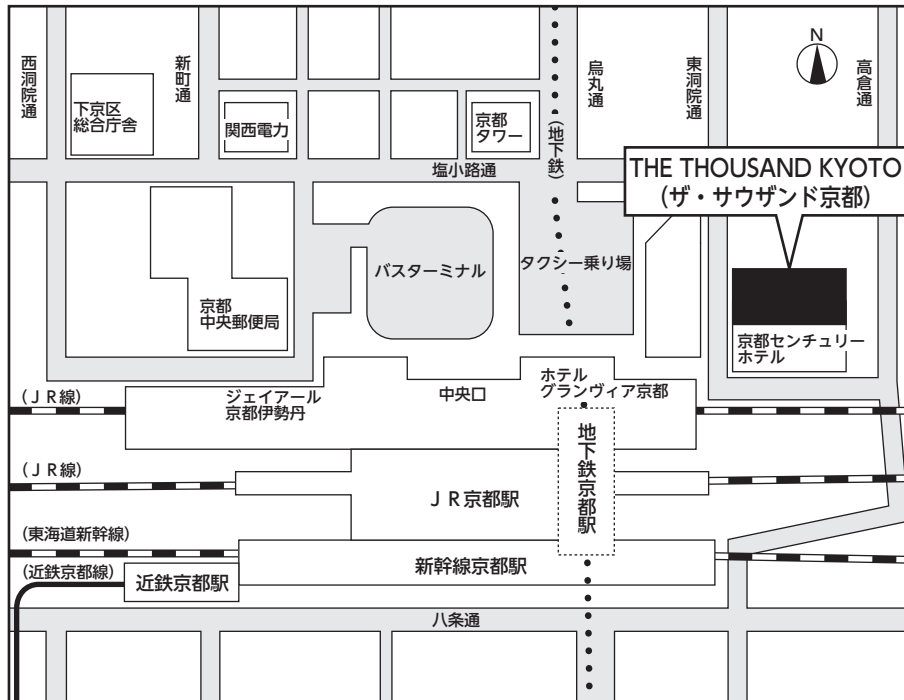 西洞院通
新町通
烏丸通
東洞院通
N
高倉通
下京区
総合庁舎
関西電力
京都
タワー
(地下鉄)
塩小路通
THE THOUSAND KYOTO
(ザ・サウザンド京都)
バスターミナル
タクシー乗り場
京都
中央郵便局
京都センチュリー
ホテル
ジェイアール
京都伊勢丹
中央口
ホテル
グランヴィア京都
(ＪＲ線)
地下鉄京都駅
(ＪＲ線)
ＪＲ京都駅
(東海道新幹線)
新幹線京都駅
(近鉄京都線)
近鉄京都駅
八条通